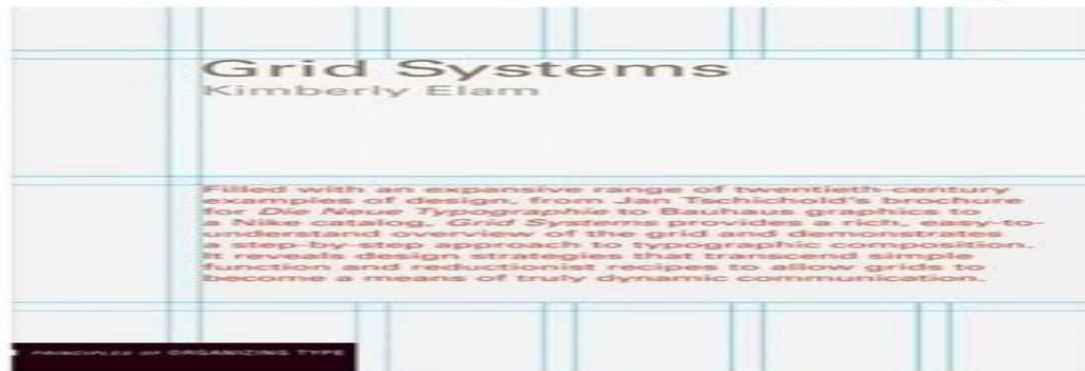 Grid Systems
Kimberly Elam
Filled with an expansive range of twentieth-century
examples of design, from Jan Tschichold's brochure
for Die Neue Typographie to Bauhaus graphics to
a Nike catalog, Grid Systems provides a rich, easy-to-
understand overview of the grid and demonstrates
a step-by-step approach to typographic composition.
It reveals design strategies that transcend simple
function and reductionist recipes to allow grids to
become a means of truly dynamic communication.
PRINCIPLES OF ORGANIZING TYPE